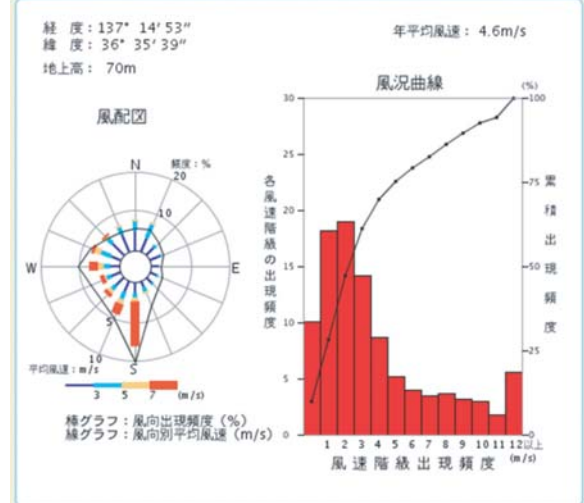 経 度：137° 14′ 53″
緯 度：36° 35′ 39″
地上高： 70m
年平均風速： 4.6m/s
風配図
N
頻度：%
20
10
W
E
5
10
S
平均風速：m/s
3 5 7 (m/s)
棒グラフ：風向出現頻度（%）
線グラフ：風向別平均風速（m/s）
風況曲線
(%)
30
25
20
15
10
5
0
各風速階級の出現頻度
100
75
50
25
0
累積出現頻度
1 2 3 4 5 6 7 8 9 10 11 12以上
(m/s)
風速階級出現頻度